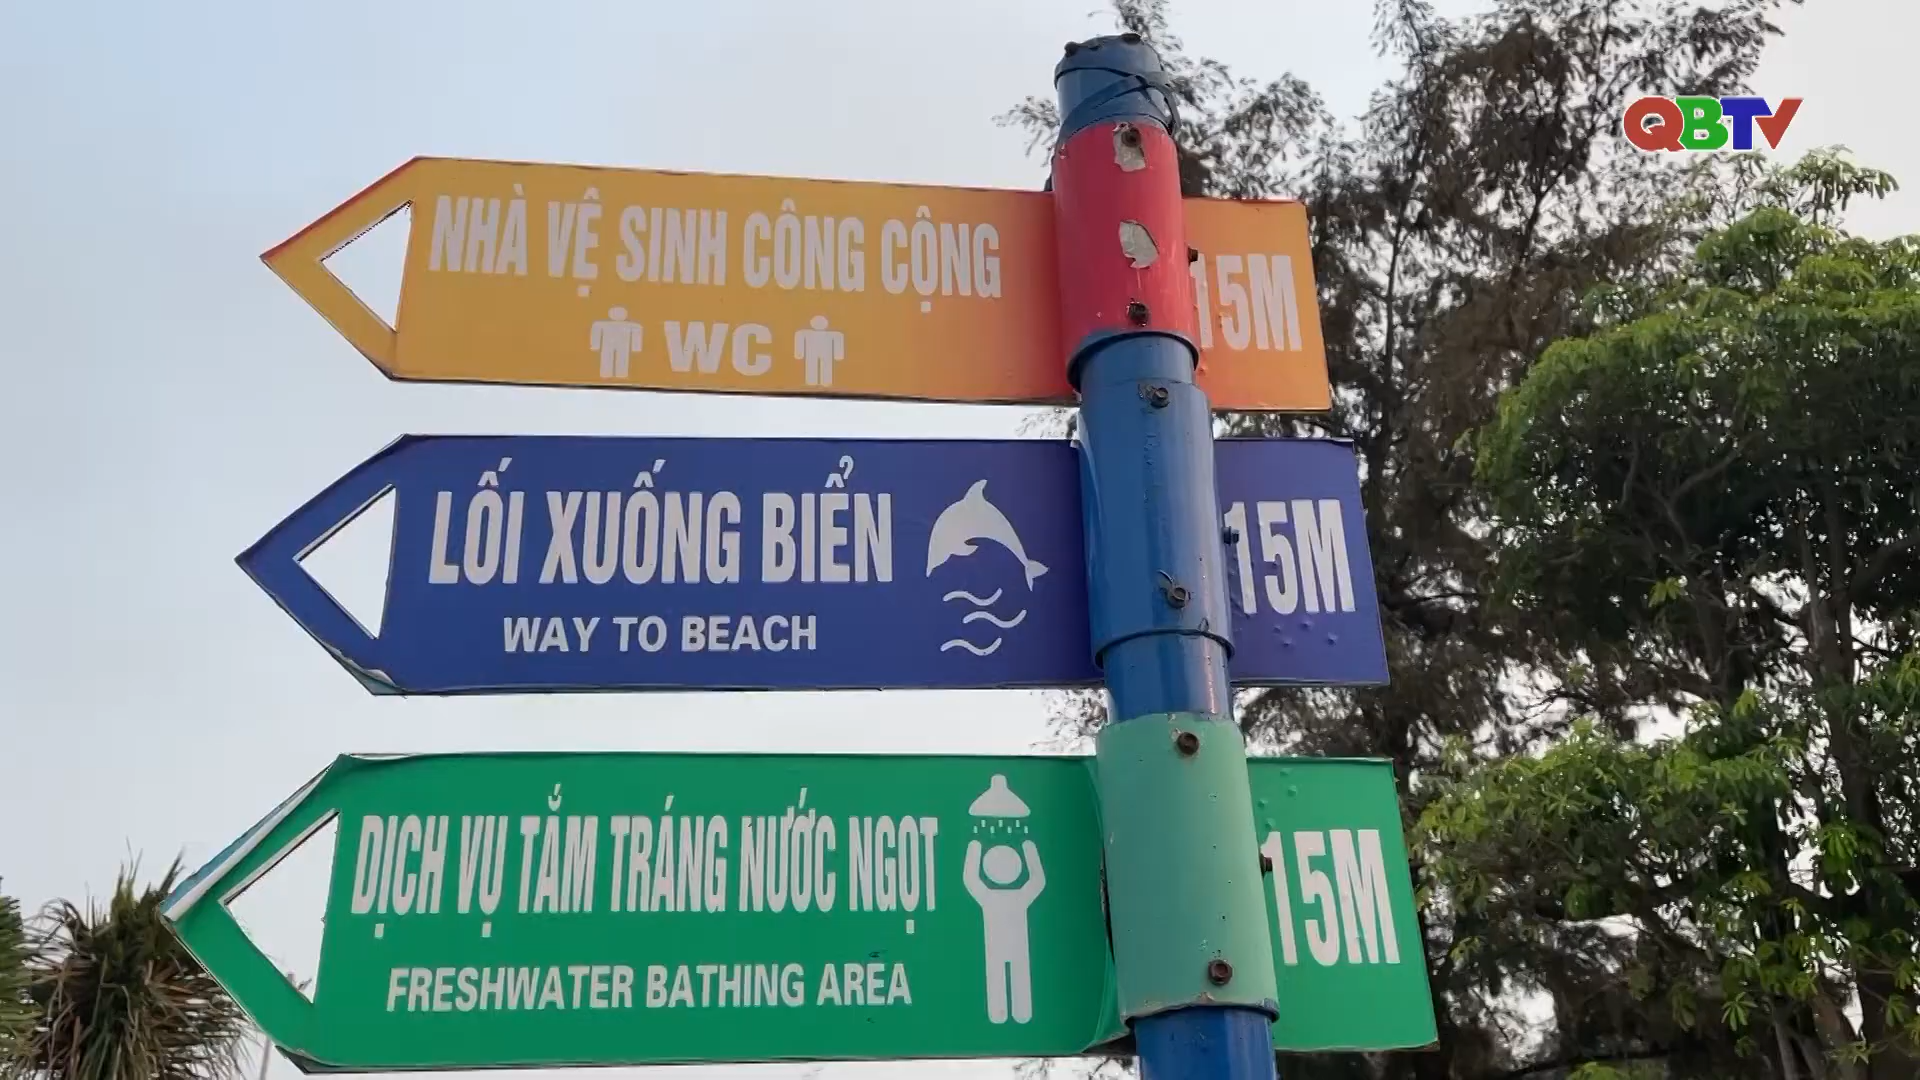 QBTV
NHÀ VỆ SINH CÔNG CỘNG
WC
15M
LỐI XUỐNG BIỂN
WAY TO BEACH
15M
DỊCH VỤ TẮM TRÁNG NƯỚC NGỌT
FRESHWATER BATHING AREA
15M